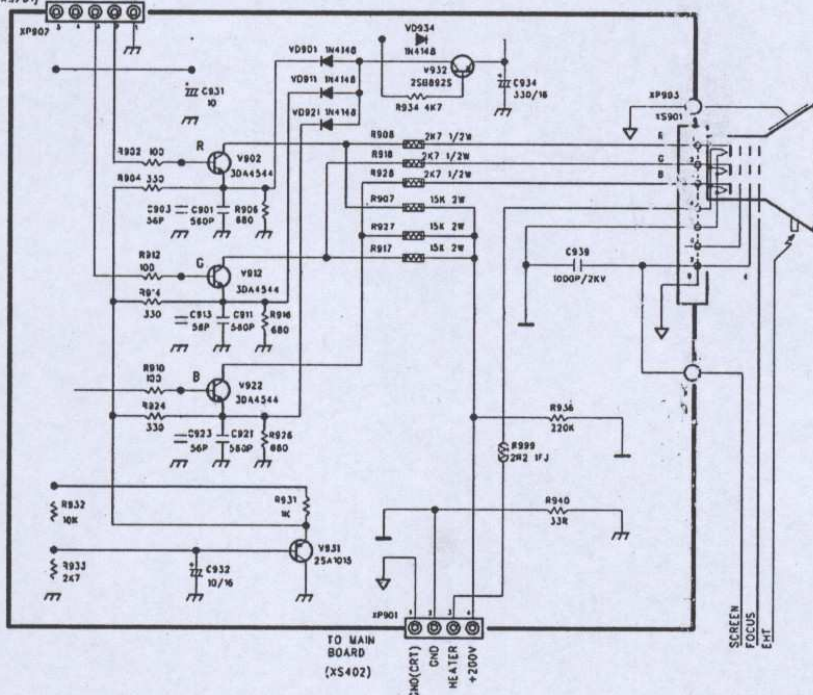 XP907
5 4 3 2 1
C931
10
VD901 1N4148
VD911 1N4148
VD921 1N4148
VD934
1N4148
V932
2SB892S
R934 4K7
C934
330/16
XP903
XS901
R902 100
R
V902
3DA4544
R904 330
C903
56P
C901
560P
R906
680
R908 2K7 1/2W
R918 2K7 1/2W
R928 2K7 1/2W
R907 15K 2W
R927 15K 2W
R917 15K 2W
R
G
B
R912
100
G
V912
3DA4544
R914
330
C913
56P
C911
560P
R916
680
C939
1000P/2KV
R910
100
B
V922
3DA4544
R924
330
C923
56P
C921
560P
R926
680
R936
220K
R999
2R2 1FJ
R931
1K
R932
10K
R940
33R
V931
2SA1015
R933
2K7
C932
10/16
XP901
1 2 3 4
TO MAIN
BOARD
(XS402)
GND(CRT)
GND
HEATER
+200V
SCREEN
FOCUS
EHT